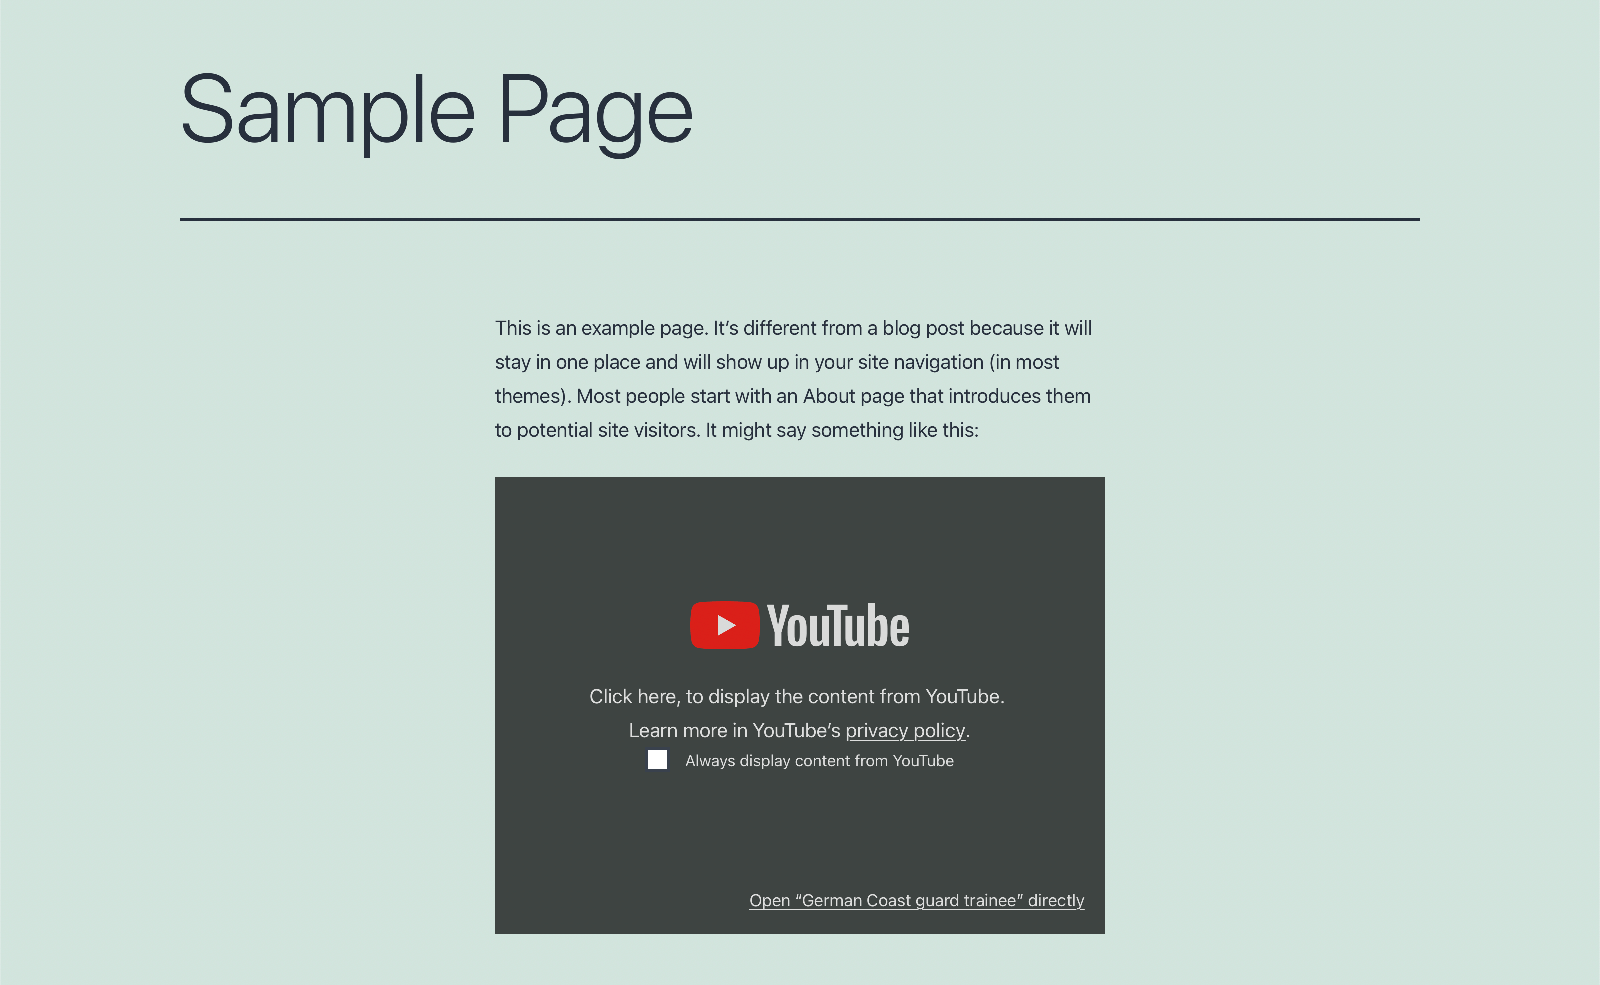 Sample Page
This is an example page. It’s different from a blog post because it will
stay in one place and will show up in your site navigation (in most
themes). Most people start with an About page that introduces them
to potential site visitors. It might say something like this:
YouTube
Click here, to display the content from YouTube.
Learn more in YouTube’s privacy policy.
Always display content from YouTube
Open “German Coast guard trainee” directly